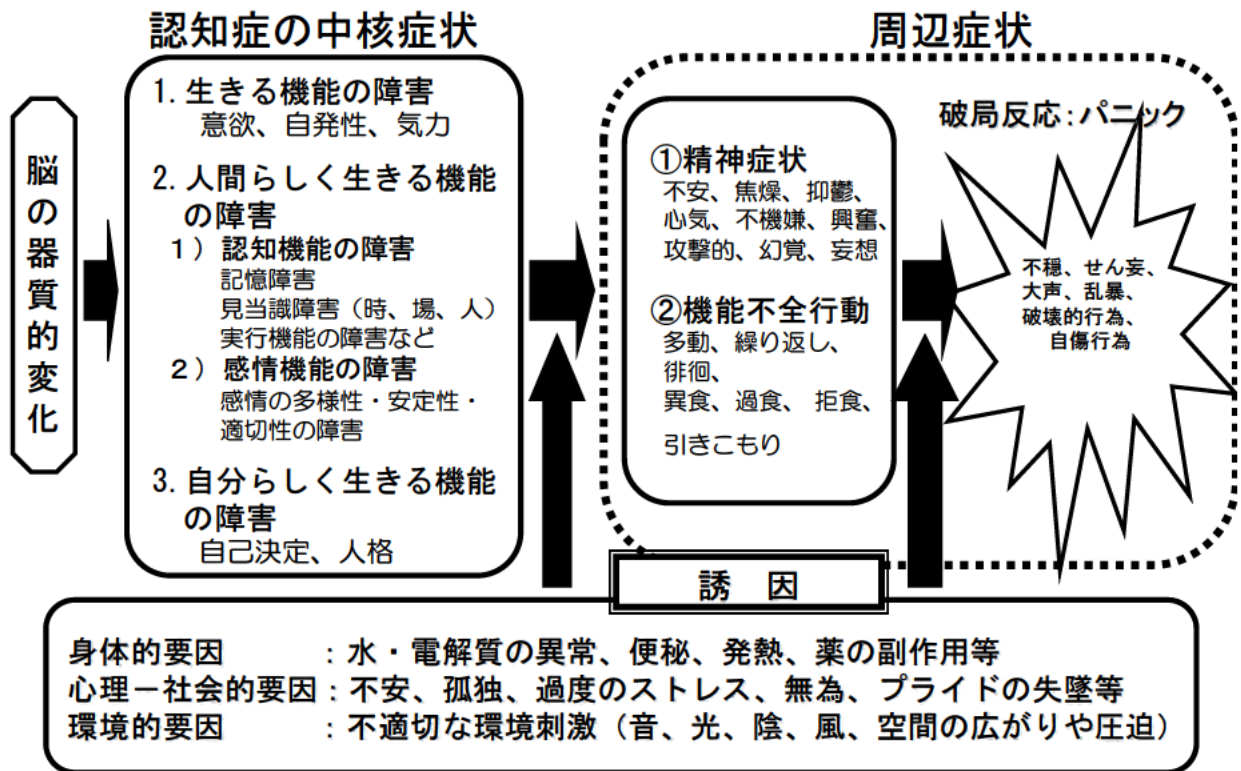 認知症の中核症状
周辺症状
脳の器質的変化
1. 生きる機能の障害
意欲、自発性、気力
2. 人間らしく生きる機能
の障害
1）認知機能の障害
記憶障害
見当識障害（時、場、人）
実行機能の障害など
2）感情機能の障害
感情の多様性・安定性・
適切性の障害
3. 自分らしく生きる機能
の障害
自己決定、人格
①精神症状
不安、焦燥、抑鬱、
心気、不機嫌、興奮、
攻撃的、幻覚、妄想
②機能不全行動
多動、繰り返し、
徘徊、
異食、過食、拒食、
引きこもり
破局反応：パニック
不穏、せん妄、
大声、乱暴、
破壊的行為、
自傷行為
誘 因
身体的要因 ：水・電解質の異常、便秘、発熱、薬の副作用等
心理－社会的要因：不安、孤独、過度のストレス、無為、プライドの失墜等
環境的要因 ：不適切な環境刺激（音、光、陰、風、空間の広がりや圧迫）